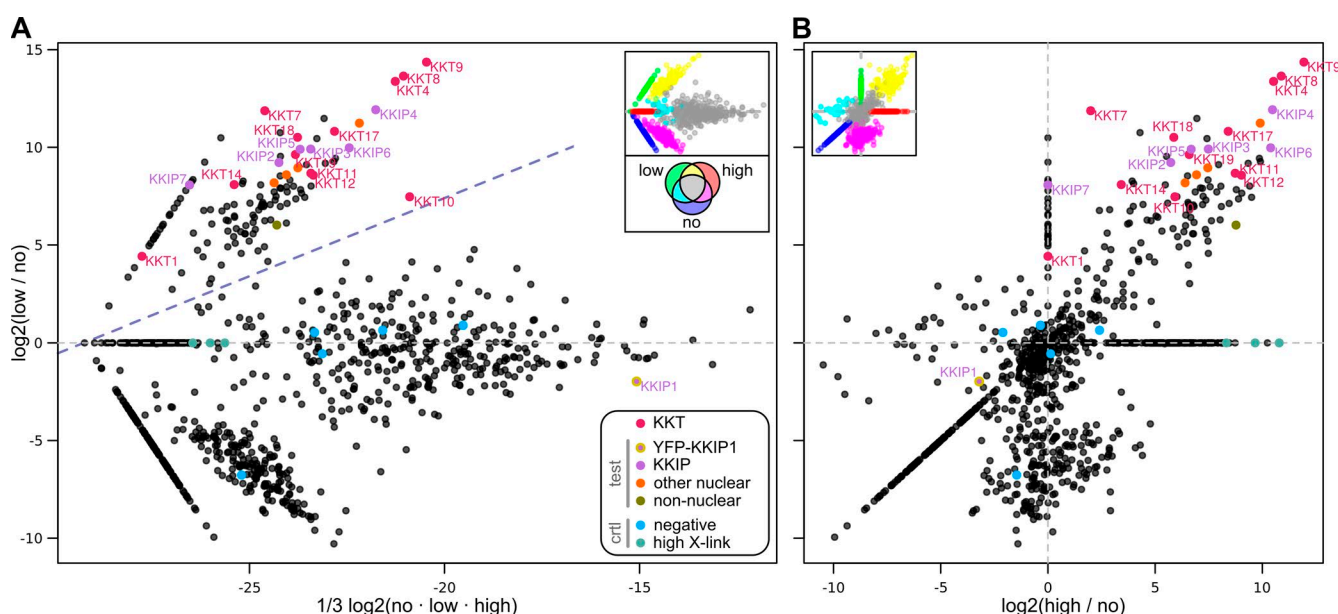 A
B
15
10
5
0
-5
-10
log2(low / no)
-25
-20
-15
1/3 log2(no · low · high)
KKT9
KKT8
KKT4
KKT7
KKIP4
KKT18
KKT17
KKIP5
KKIP3
KKIP6
KKIP2
KKT19
KKT11
KKT12
KKIP7
KKT14
KKT10
KKT1
KKIP1
low
high
no
KKT
test
YFP-KKIP1
KKIP
other nuclear
non-nuclear
crtl
negative
high X-link
KKT9
KKT8
KKT4
KKT7
KKIP4
KKT18
KKT17
KKIP5
KKIP3
KKIP6
KKIP2
KKT19
KKT11
KKT12
KKIP7
KKT14
KKT10
KKT1
KKIP1
-10
-5
0
5
10
log2(high / no)